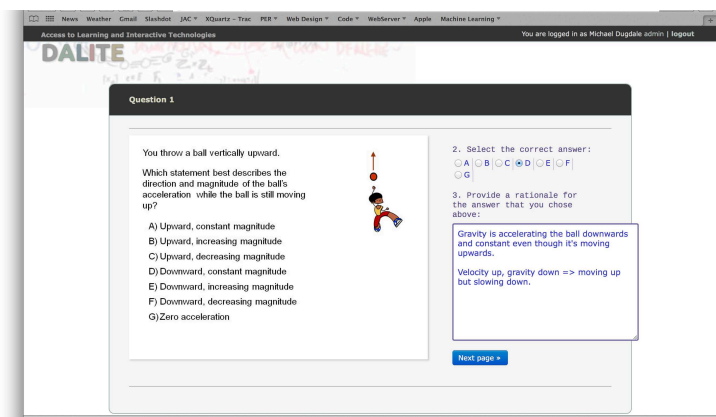 News Weather Gmail Slashdot JAC XQuartz - Trac PER Web Design Code WebServer Apple Machine Learning
Access to Learning and Interactive Technologies
You are logged in as Michael Dugdale admin | logout
DALITE
Question 1
You throw a ball vertically upward.
Which statement best describes the
direction and magnitude of the ball's
acceleration while the ball is still moving
up?
A) Upward, constant magnitude
B) Upward, increasing magnitude
C) Upward, decreasing magnitude
D) Downward, constant magnitude
E) Downward, increasing magnitude
F) Downward, decreasing magnitude
G)Zero acceleration
2. Select the correct answer:
A B C D E F
G
3. Provide a rationale for
the answer that you chose
above:
Gravity is accelerating the ball downwards
and constant even though it's moving
upwards.
Velocity up, gravity down => moving up
but slowing down.
Next page »